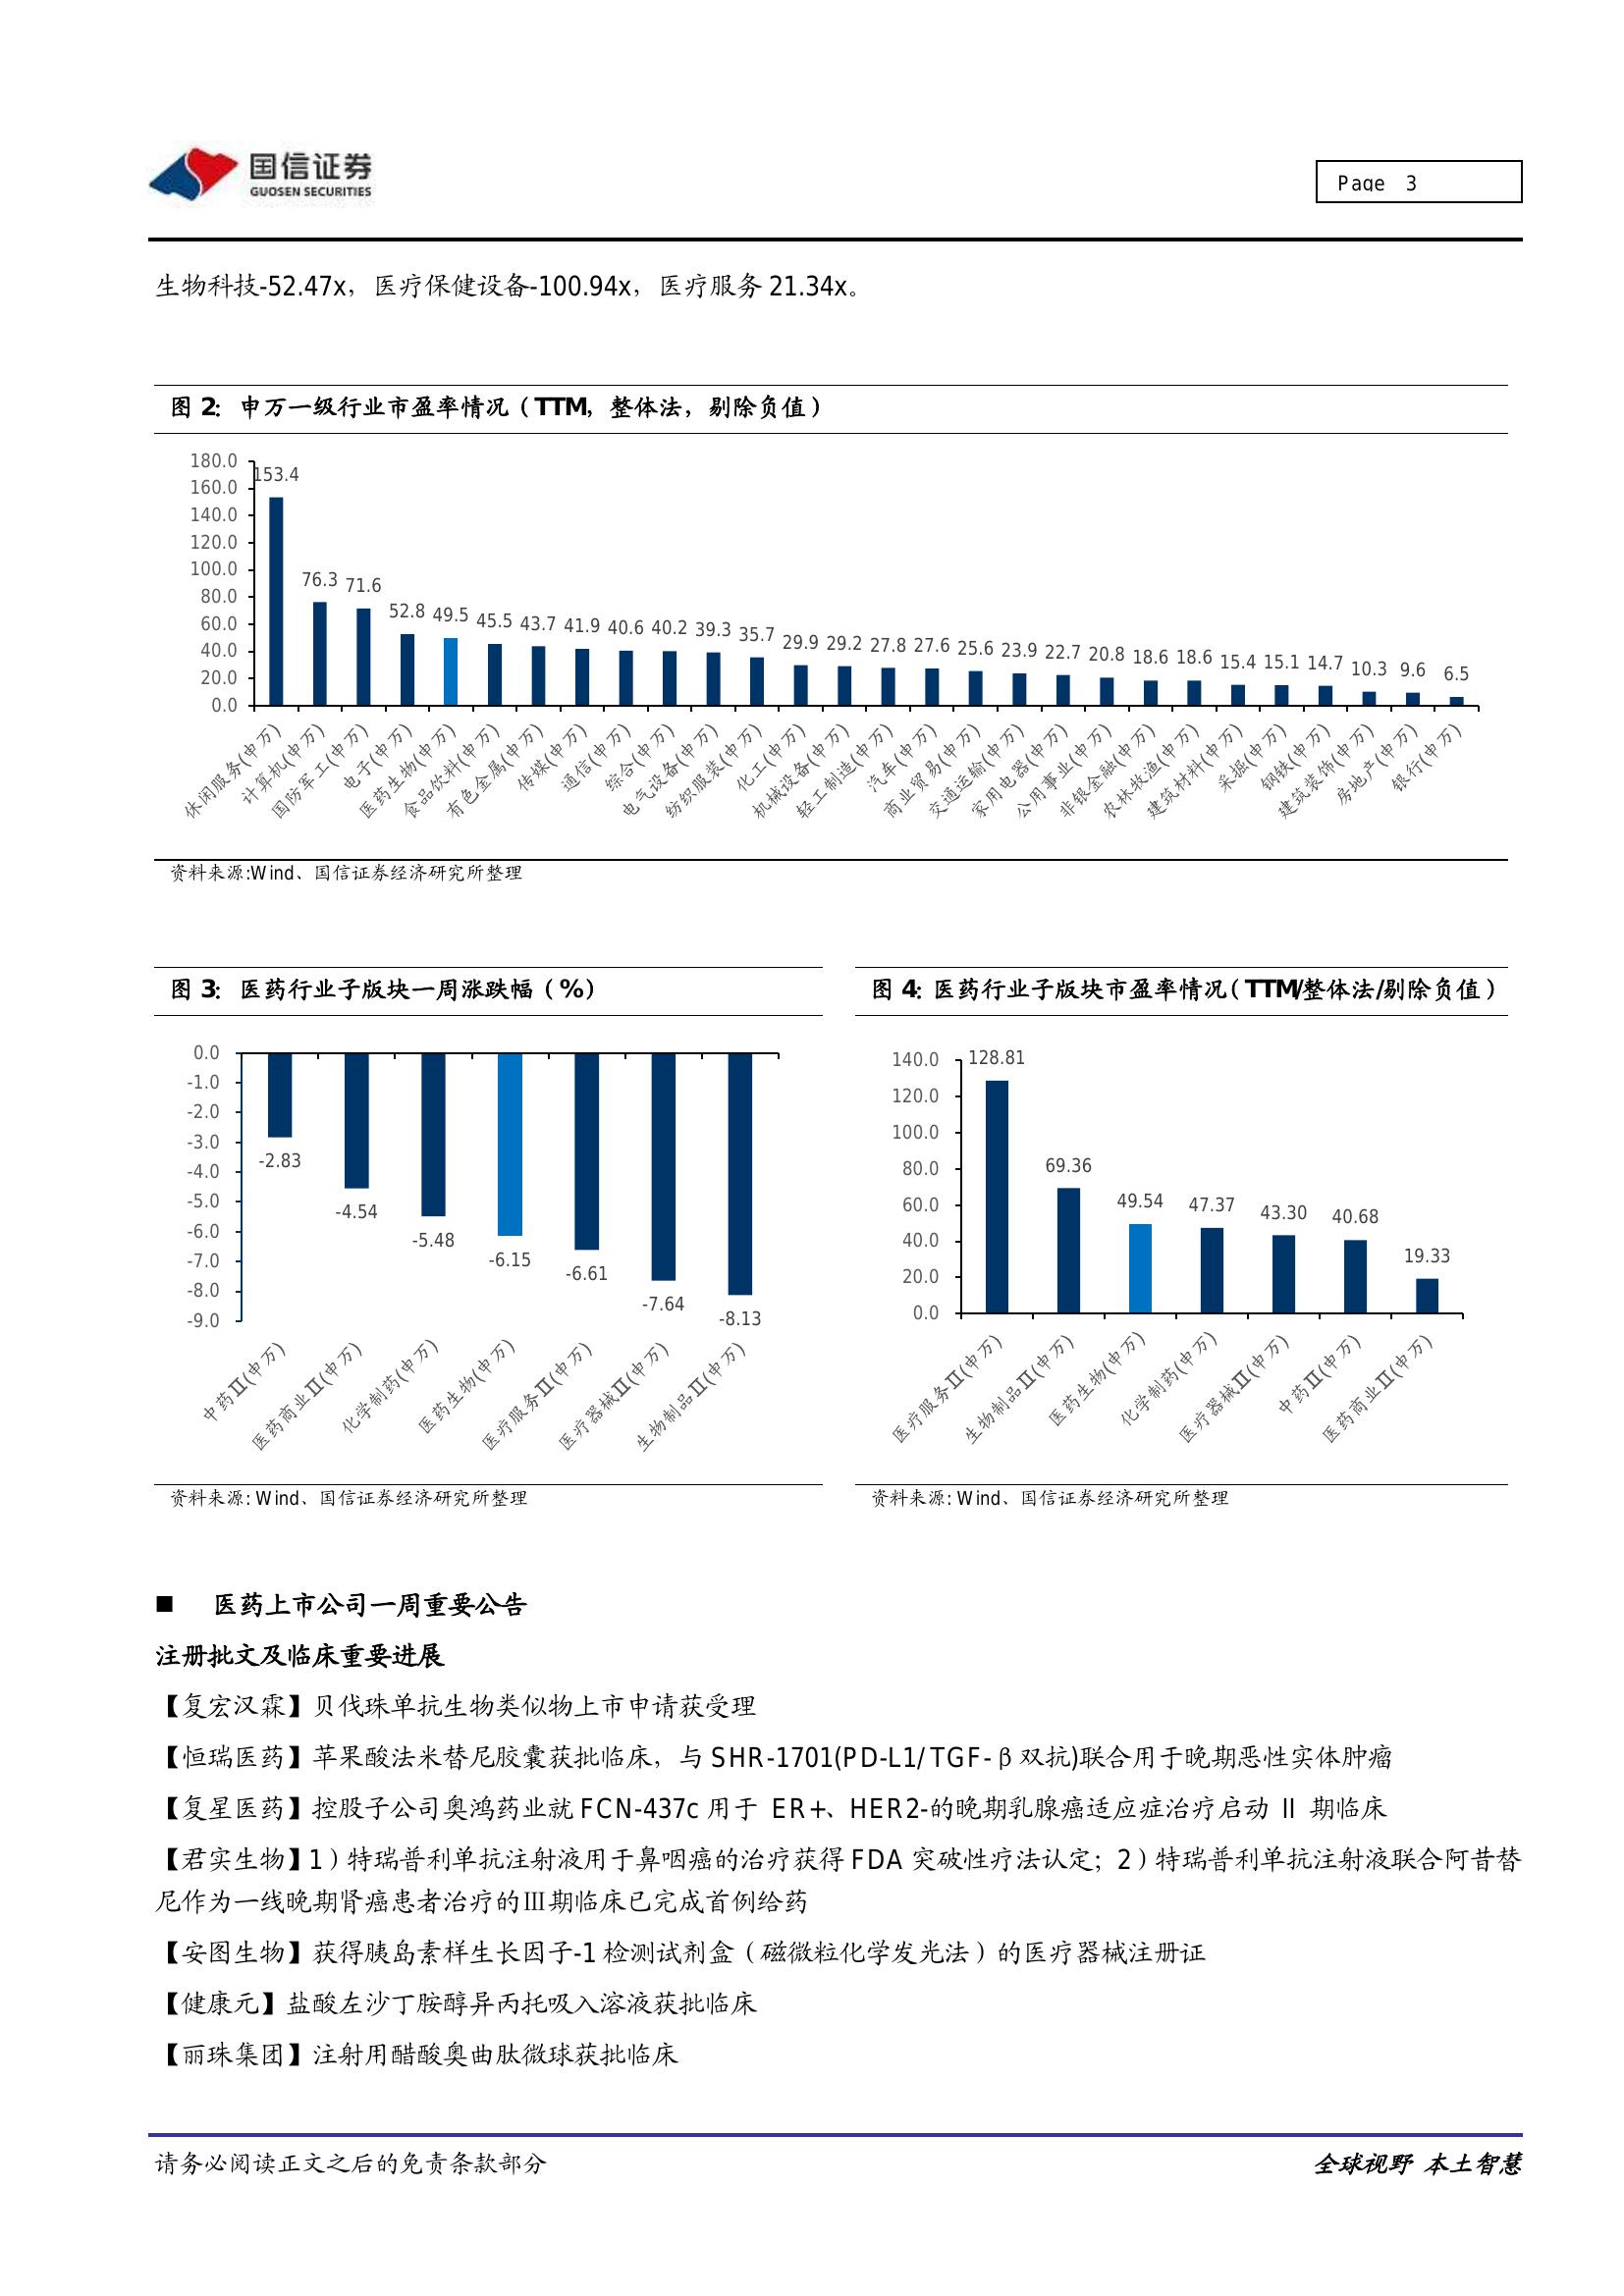 国信证券
GUOSEN SECURITIES
Page 3
生物科技-52.47x，医疗保健设备-100.94x，医疗服务 21.34x。
图 2：申万一级行业市盈率情况（TTM，整体法，剔除负值）
180.0
160.0
140.0
120.0
100.0
80.0
60.0
40.0
20.0
0.0
153.4 76.3 71.6 52.8 49.5 45.5 43.7 41.9 40.6 40.2 39.3 35.7 29.9 29.2 27.8 27.6 25.6 23.9 22.7 20.8 18.6 18.6 15.4 15.1 14.7 10.3 9.6 6.5
休闲服务(申万)
计算机(申万)
国防军工(申万)
电子(申万)
医药生物(申万)
食品饮料(申万)
有色金属(申万)
传媒(申万)
通信(申万)
综合(申万)
电气设备(申万)
纺织服装(申万)
化工(申万)
机械设备(申万)
轻工制造(申万)
汽车(申万)
商业贸易(申万)
交通运输(申万)
家用电器(申万)
公用事业(申万)
非银金融(申万)
农林牧渔(申万)
建筑材料(申万)
采掘(申万)
钢铁(申万)
建筑装饰(申万)
房地产(申万)
银行(申万)
资料来源:Wind、国信证券经济研究所整理
图 3：医药行业子版块一周涨跌幅（%）
0.0
-1.0
-2.0
-3.0
-4.0
-5.0
-6.0
-7.0
-8.0
-9.0
-2.83
-4.54
-5.48
-6.15
-6.61
-7.64
-8.13
中药Ⅱ(申万)
医药商业Ⅱ(申万)
化学制药(申万)
医药生物(申万)
医疗服务Ⅱ(申万)
医疗器械Ⅱ(申万)
生物制品Ⅱ(申万)
资料来源: Wind、国信证券经济研究所整理
图 4：医药行业子版块市盈率情况（TTM/整体法/剔除负值）
140.0
120.0
100.0
80.0
60.0
40.0
20.0
0.0
128.81
69.36
49.54
47.37
43.30
40.68
19.33
医疗服务Ⅱ(申万)
生物制品Ⅱ(申万)
医药生物(申万)
化学制药(申万)
医疗器械Ⅱ(申万)
中药Ⅱ(申万)
医药商业Ⅱ(申万)
资料来源: Wind、国信证券经济研究所整理
■ 医药上市公司一周重要公告
注册批文及临床重要进展
【复宏汉霖】贝伐珠单抗生物类似物上市申请获受理
【恒瑞医药】苹果酸法米替尼胶囊获批临床，与 SHR-1701(PD-L1/ TGF-β双抗)联合用于晚期恶性实体肿瘤
【复星医药】控股子公司奥鸿药业就 FCN-437c 用于 ER+、HER2-的晚期乳腺癌适应症治疗启动 II 期临床
【君实生物】1）特瑞普利单抗注射液用于鼻咽癌的治疗获得 FDA 突破性疗法认定；2）特瑞普利单抗注射液联合阿昔替
尼作为一线晚期肾癌患者治疗的Ⅲ期临床已完成首例给药
【安图生物】获得胰岛素样生长因子-1 检测试剂盒（磁微粒化学发光法）的医疗器械注册证
【健康元】盐酸左沙丁胺醇异丙托吸入溶液获批临床
【丽珠集团】注射用醋酸奥曲肽微球获批临床
请务必阅读正文之后的免责条款部分
全球视野 本土智慧